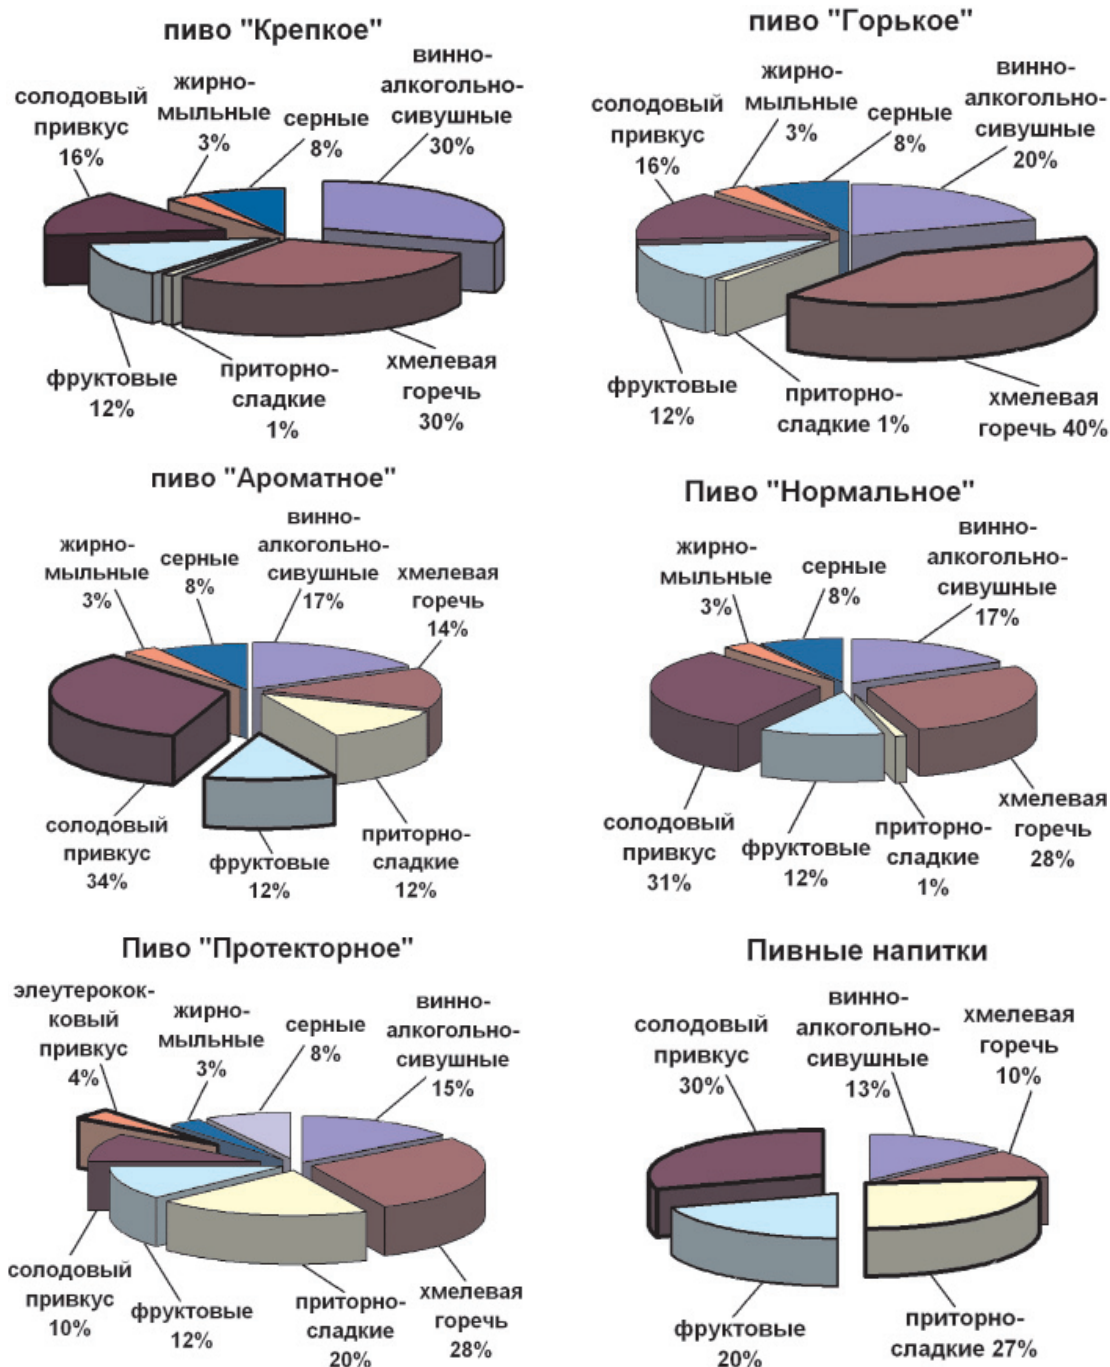 пиво "Крепкое"
солодовый
привкус
16%
жирно-
мыльные
3%
серные
8%
винно-
алкогольно-
сивушные
30%
фруктовые
12%
приторно-
сладкие
1%
хмелевая
горечь
30%
пиво "Горькое"
солодовый
привкус
16%
жирно-
мыльные
3%
серные
8%
винно-
алкогольно-
сивушные
20%
фруктовые
12%
приторно-
сладкие 1%
хмелевая
горечь 40%
пиво "Ароматное"
жирно-
мыльные
3%
серные
8%
винно-
алкогольно-
сивушные
17%
хмелевая
горечь
14%
солодовый
привкус
34%
фруктовые
12%
приторно-
сладкие
12%
Пиво "Нормальное"
жирно-
мыльные
3%
серные
8%
винно-
алкогольно-
сивушные
17%
солодовый
привкус
31%
фруктовые
12%
приторно-
сладкие
1%
хмелевая
горечь
28%
Пиво "Протекторное"
элеутерокок-
ковый
привкус
4%
жирно-
мыльные
3%
серные
8%
винно-
алкогольно-
сивушные
15%
солодовый
привкус
10%
фруктовые
12%
приторно-
сладкие
20%
хмелевая
горечь
28%
Пивные напитки
солодовый
привкус
30%
винно-
алкогольно-
сивушные
13%
хмелевая
горечь
10%
фруктовые
20%
приторно-
сладкие 27%